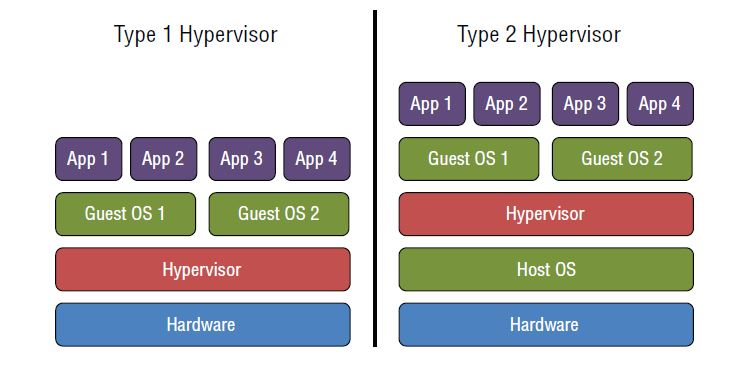 Type 1 Hypervisor
App 1 App 2 App 3 App 4
Guest OS 1 Guest OS 2
Hypervisor
Hardware
Type 2 Hypervisor
App 1 App 2 App 3 App 4
Guest OS 1 Guest OS 2
Hypervisor
Host OS
Hardware